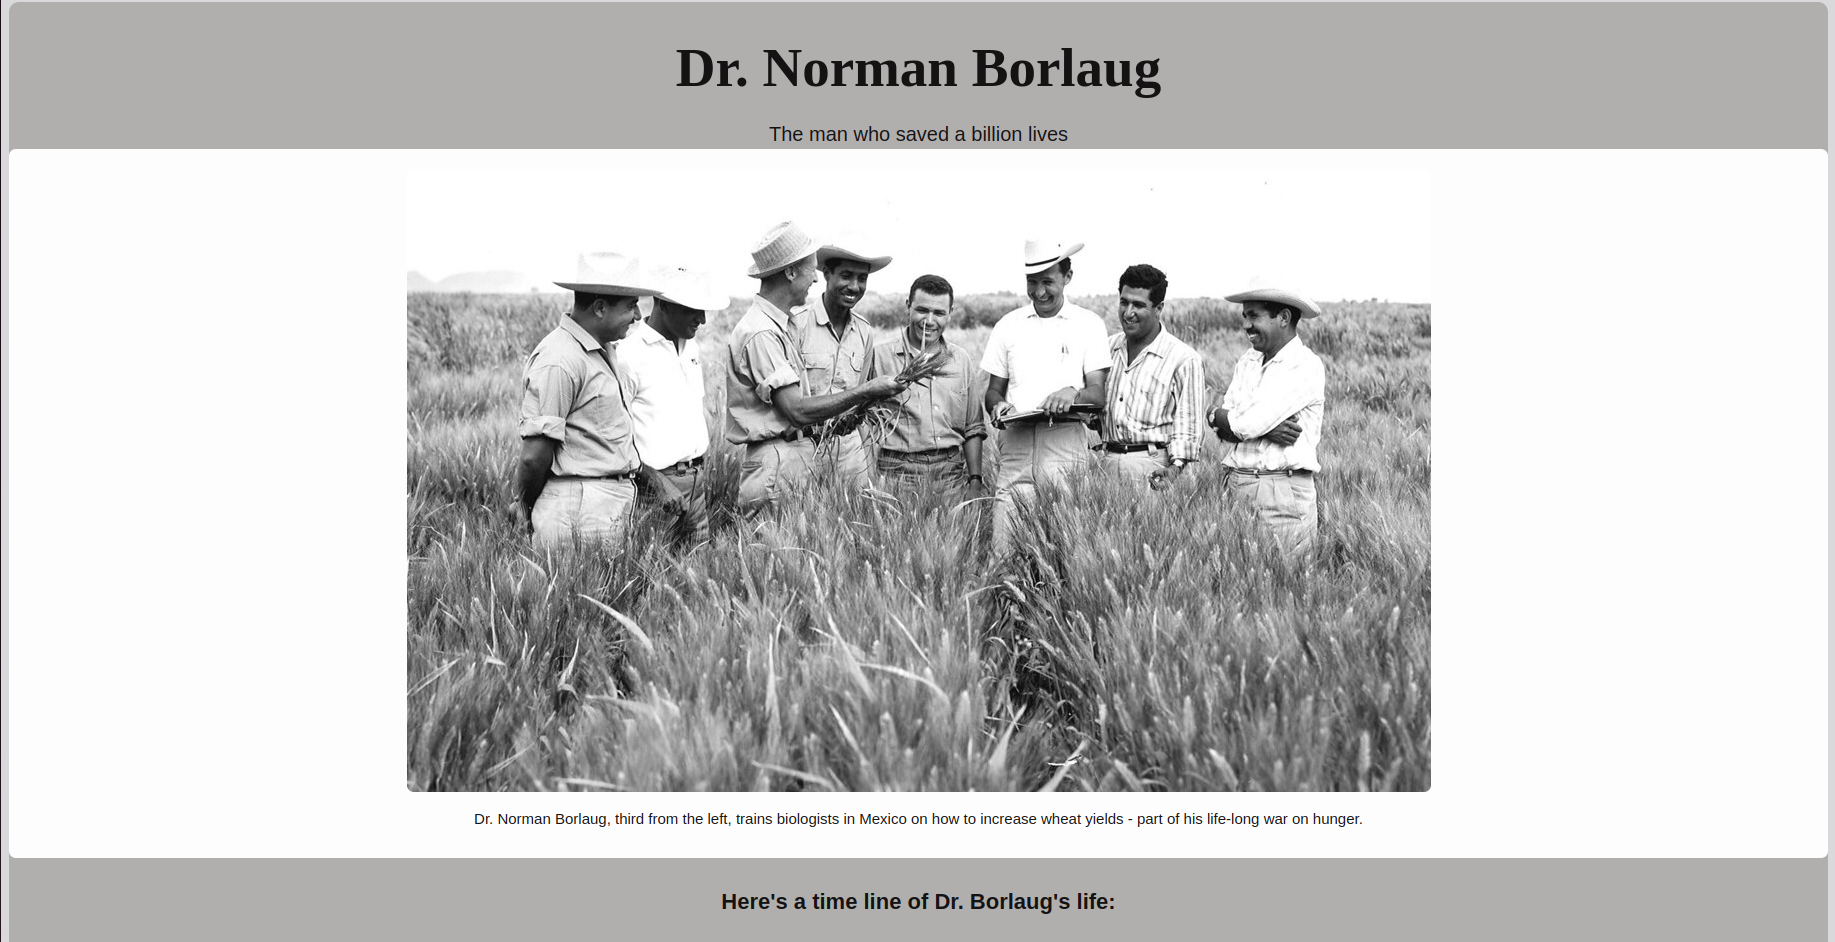 Dr. Norman Borlaug
The man who saved a billion lives
Dr. Norman Borlaug, third from the left, trains biologists in Mexico on how to increase wheat yields - part of his life-long war on hunger.
Here's a time line of Dr. Borlaug's life: